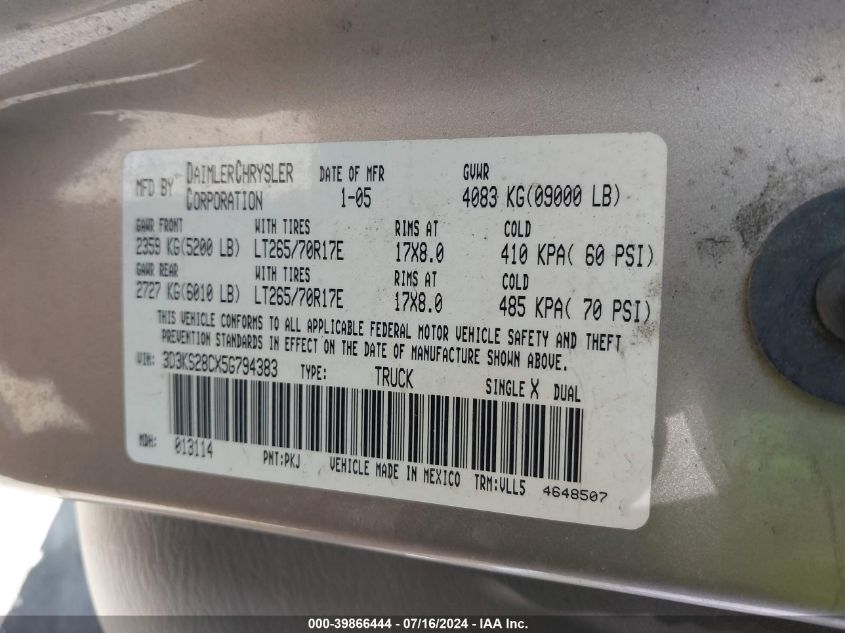 MFD BY DAIMLERCHRYSLER CORPORATION DATE OF MFR 1-05 GVWR 4083 KG(09000 LB)
GAWR FRONT WITH TIRES RIMS AT COLD
2359 KG(5200 LB) LT265/70R17E 17X8.0 410 KPA( 60 PSI)
GAWR REAR WITH TIRES RIMS AT COLD
2727 KG(6010 LB) LT265/70R17E 17X8.0 485 KPA( 70 PSI)
THIS VEHICLE CONFORMS TO ALL APPLICABLE FEDERAL MOTOR VEHICLE SAFETY AND THEFT
PREVENTION STANDARDS IN EFFECT ON THE DATE OF MANUFACTURE SHOWN ABOVE.
VIN: 3D3KS28CX5G794383 TYPE: TRUCK SINGLE X DUAL
MDH: 013114
PNT:PKJ VEHICLE MADE IN MEXICO TRM:VLL5 4648507
000-39866444 - 07/16/2024 - IAA Inc.